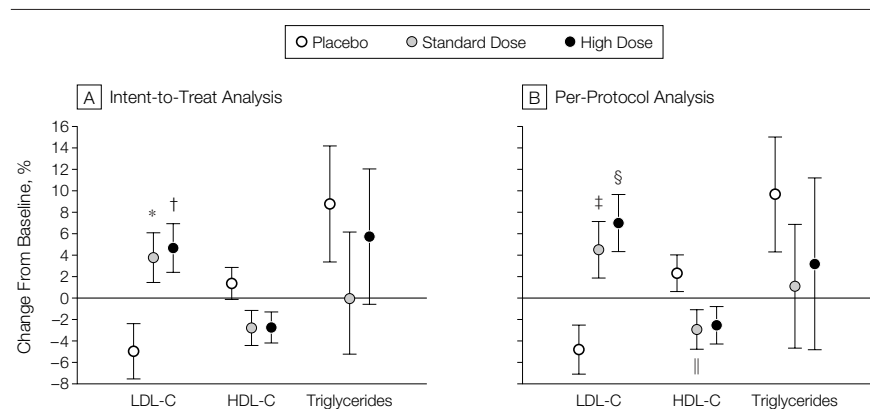 Placebo Standard Dose High Dose
A Intent-to-Treat Analysis
B Per-Protocol Analysis
Change From Baseline, %
16
14
12
10
8
6
4
2
0
−2
−4
−6
−8
* †
‡ §
||
LDL-C HDL-C Triglycerides
LDL-C HDL-C Triglycerides